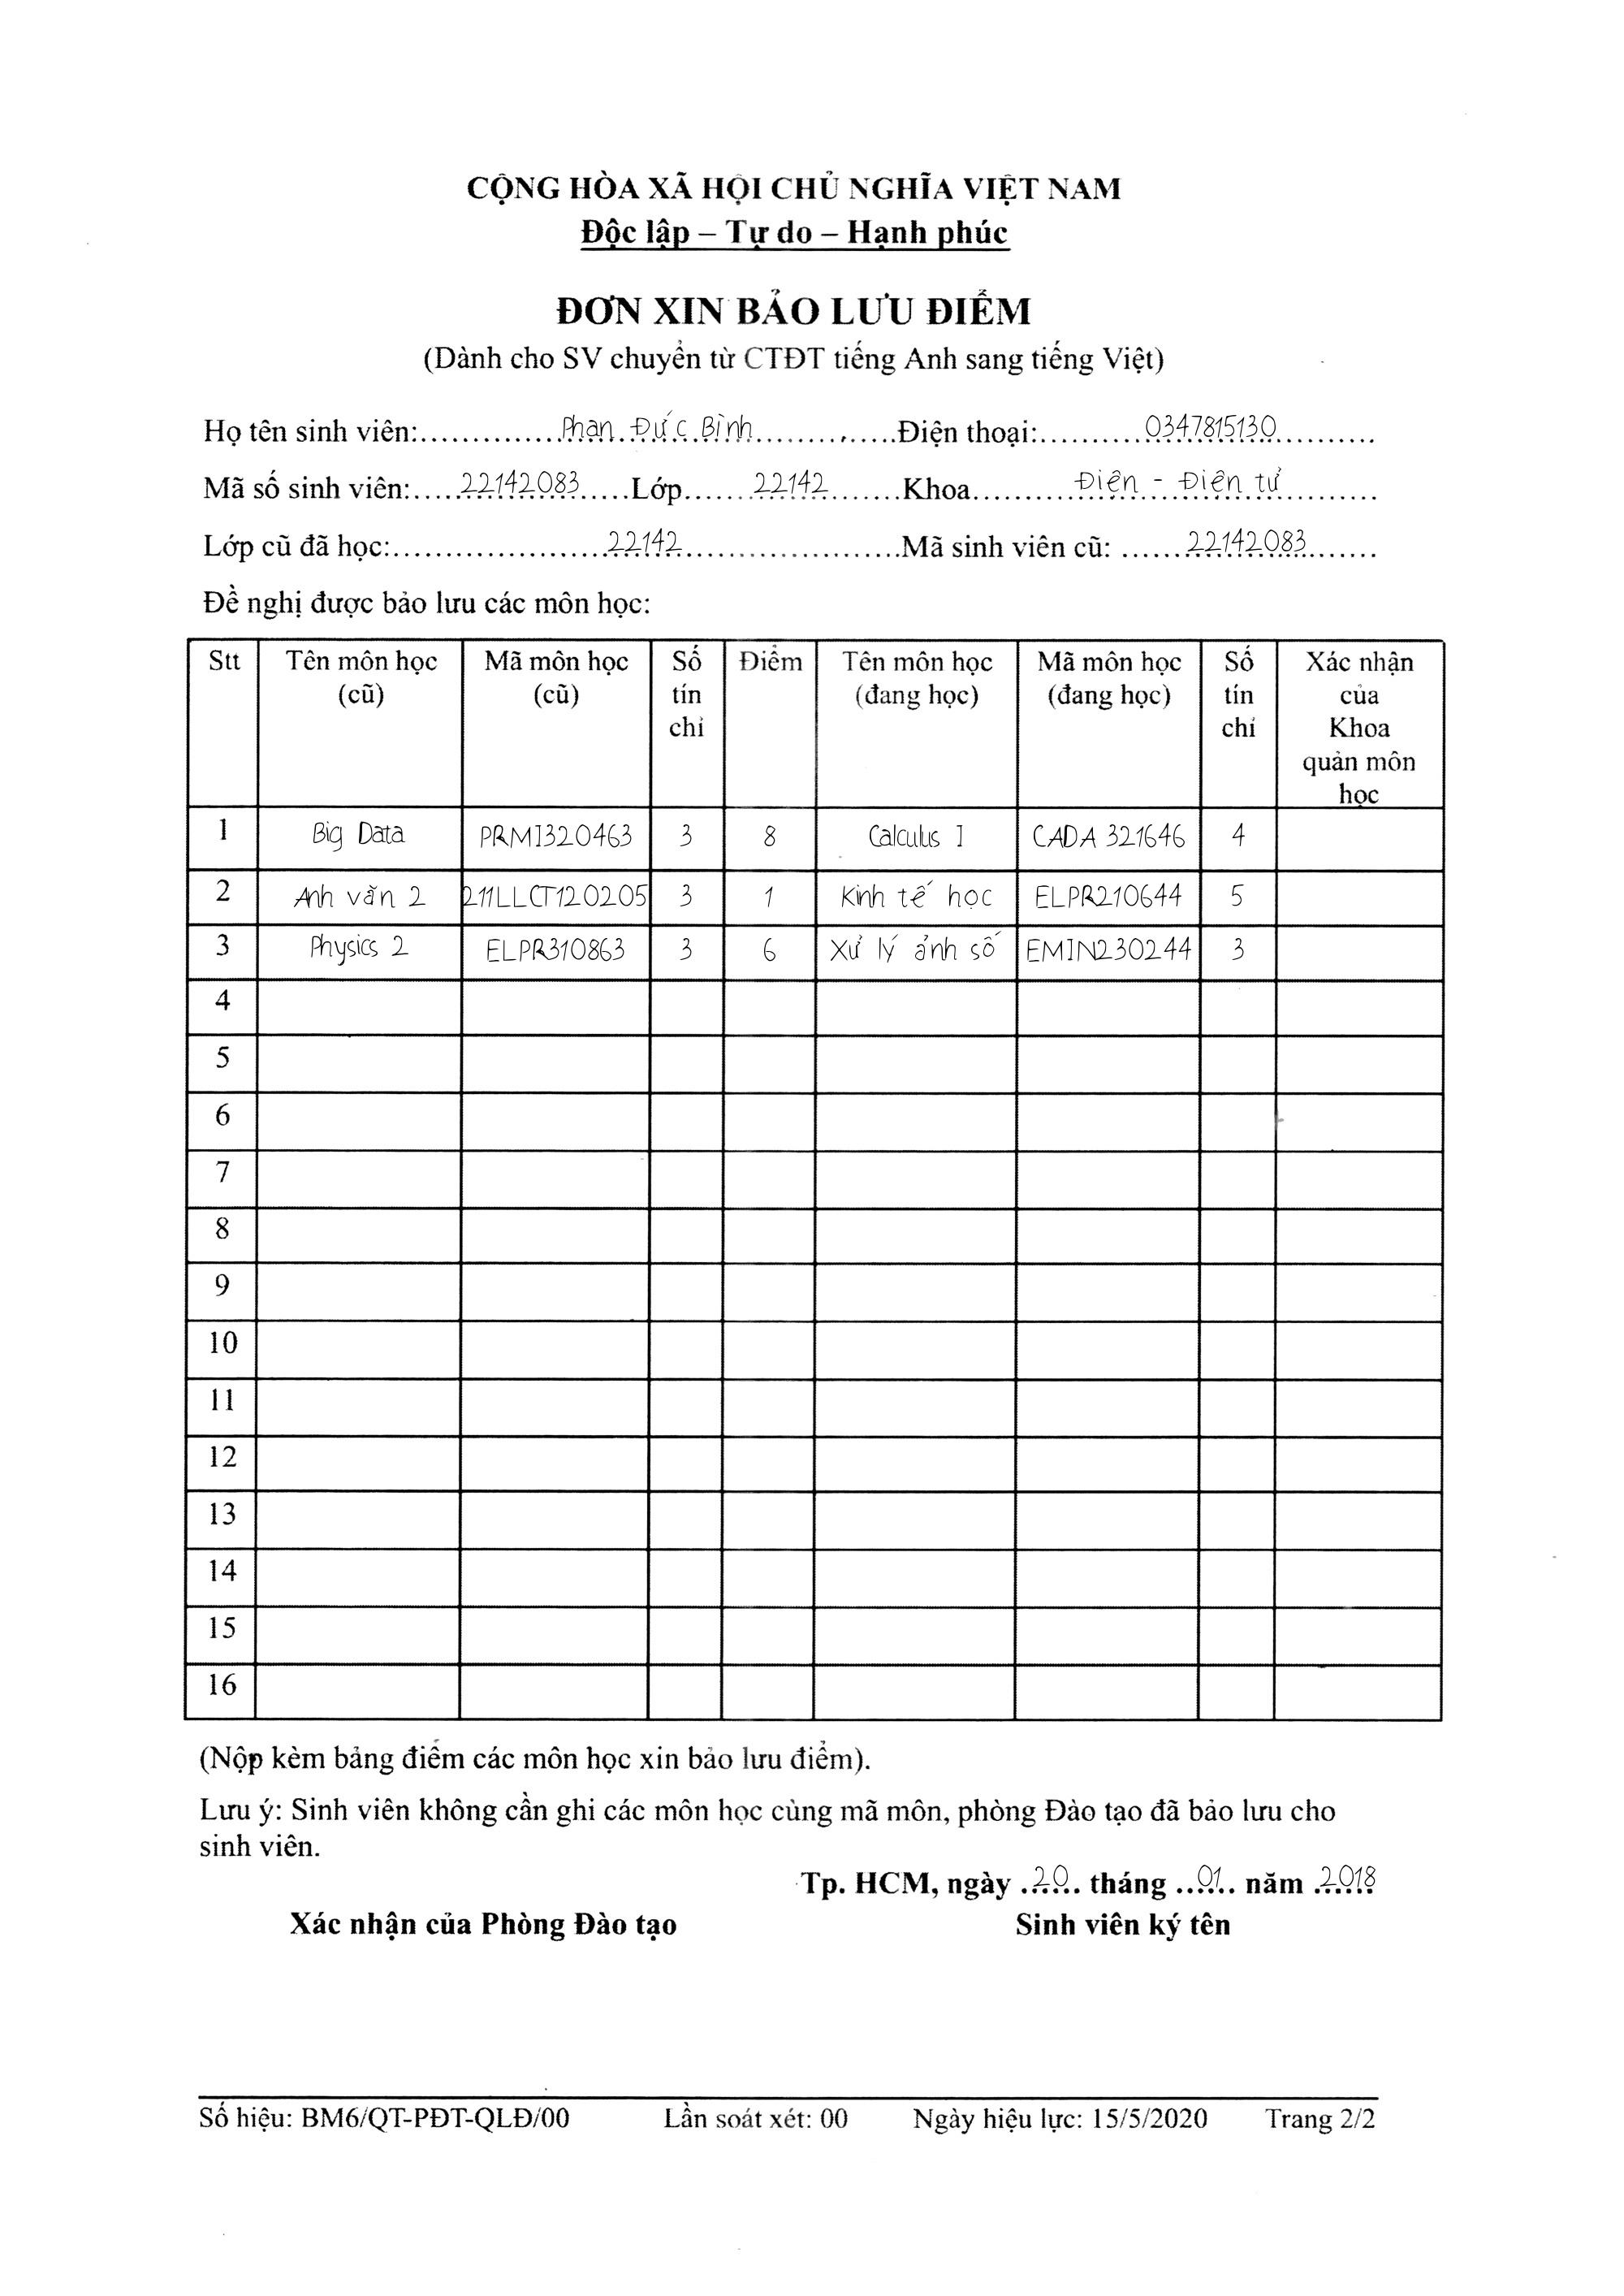 CỘNG HÒA XÃ HỘI CHỦ NGHĨA VIỆT NAM
Độc lập – Tự do – Hạnh phúc
ĐƠN XIN BẢO LƯU ĐIỂM
(Dành cho SV chuyển từ CTĐT tiếng Anh sang tiếng Việt)
Họ tên sinh viên: Phan Đức Bình Điện thoại: 0347815130
Mã số sinh viên: 22142083 Lớp 22142 Khoa Điện - Điện tử
Lớp cũ đã học: 22142 Mã sinh viên cũ: 22142083
Đề nghị được bảo lưu các môn học:
Stt Tên môn học (cũ) Mã môn học (cũ) Số tín chỉ Điểm Tên môn học (đang học) Mã môn học (đang học) Số tín chỉ Xác nhận của Khoa quản môn học
1 Big Data PRMI320463 3 8 Calculus 1 CADA 321646 4
2 Anh văn 2 211LLCT120205 3 1 Kinh tế học ELPR210644 5
3 Physics 2 ELPR310863 3 6 Xử lý ảnh số EMIN230244 3
4
5
6
7
8
9
10
11
12
13
14
15
16
(Nộp kèm bảng điểm các môn học xin bảo lưu điểm).
Lưu ý: Sinh viên không cần ghi các môn học cùng mã môn, phòng Đào tạo đã bảo lưu cho
sinh viên.
Tp. HCM, ngày 20 tháng 01 năm 2018
Xác nhận của Phòng Đào tạo Sinh viên ký tên
Số hiệu: BM6/QT-PĐT-QLĐ/00 Lần soát xét: 00 Ngày hiệu lực: 15/5/2020 Trang 2/2